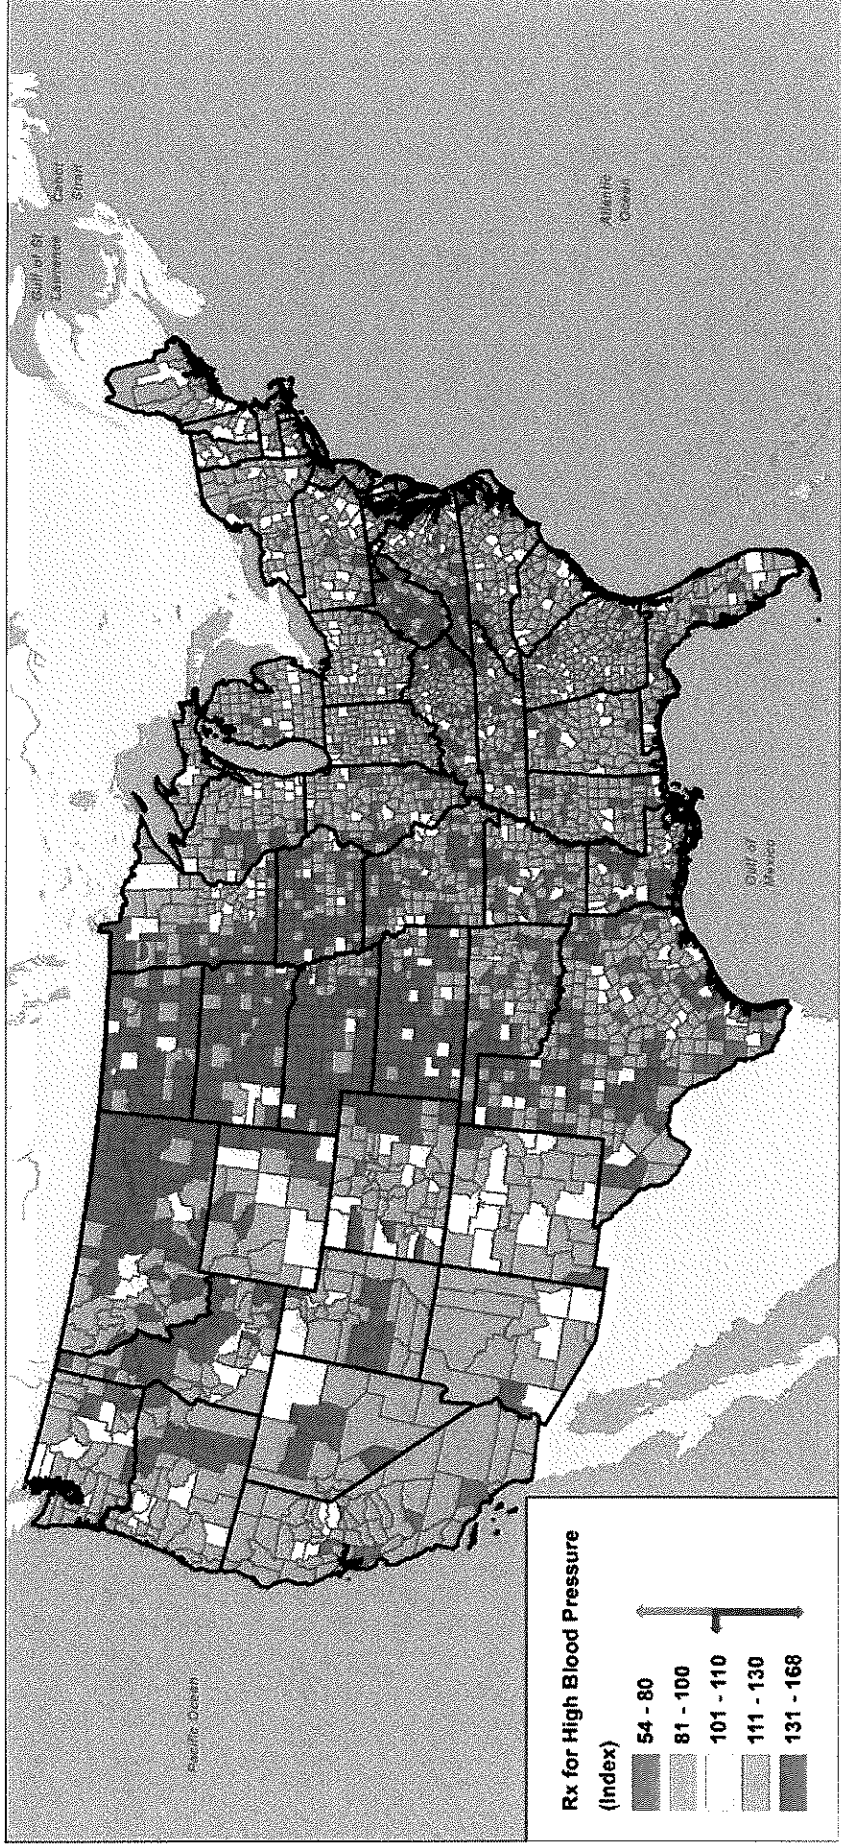 Gulf of St
Lawrence
Cabot
Strait
Atlantic
Ocean
Gulf of
Mexico
Pacific Ocean
Rx for High Blood Pressure
(Index)
54 - 80
81 - 100
101 - 110
111 - 130
131 - 168